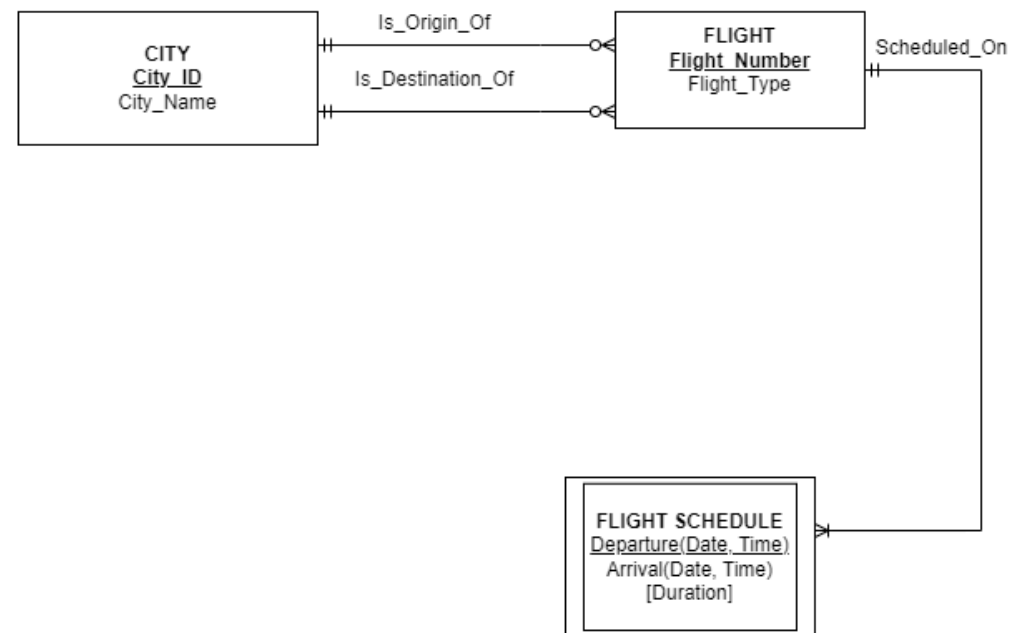 Is_Origin_Of
CITY
City_ID
City_Name
Is_Destination_Of
FLIGHT
Flight_Number
Flight_Type
Scheduled_On
FLIGHT SCHEDULE
Departure(Date, Time)
Arrival(Date, Time)
[Duration]